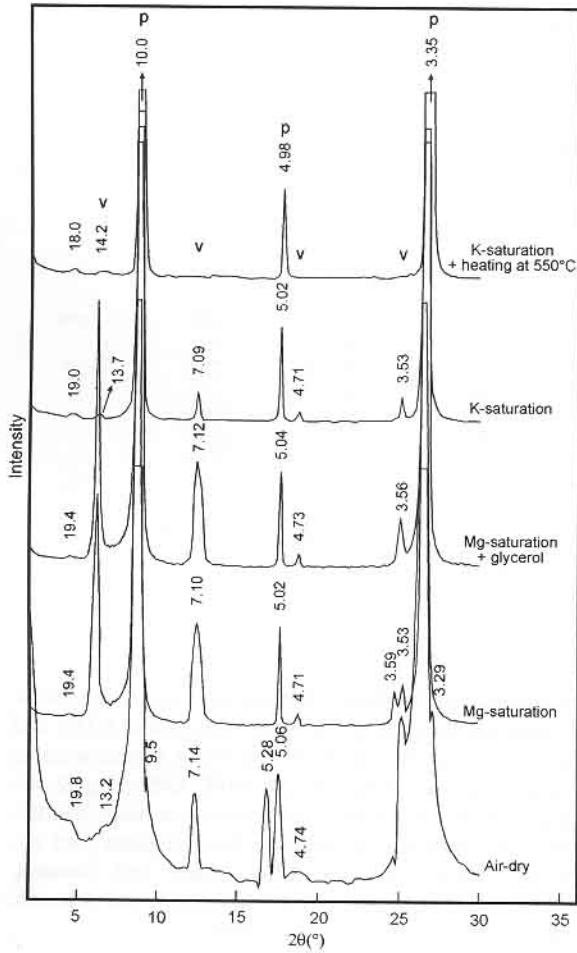 p
p
10.0
3.35
p
4.98
v
18.0
14.2
v
v
v
K-saturation
+ heating at 550°C
5.02
19.0
13.7
7.09
4.71
3.53
K-saturation
7.12
5.04
19.4
4.73
3.56
Mg-saturation
+ glycerol
7.10
5.02
19.4
4.71
3.59
3.53
3.29
Mg-saturation
9.5
19.8
13.2
7.14
5.28
5.06
4.74
Air-dry
Intensity
5
10
15
20
25
30
35
2θ(°)